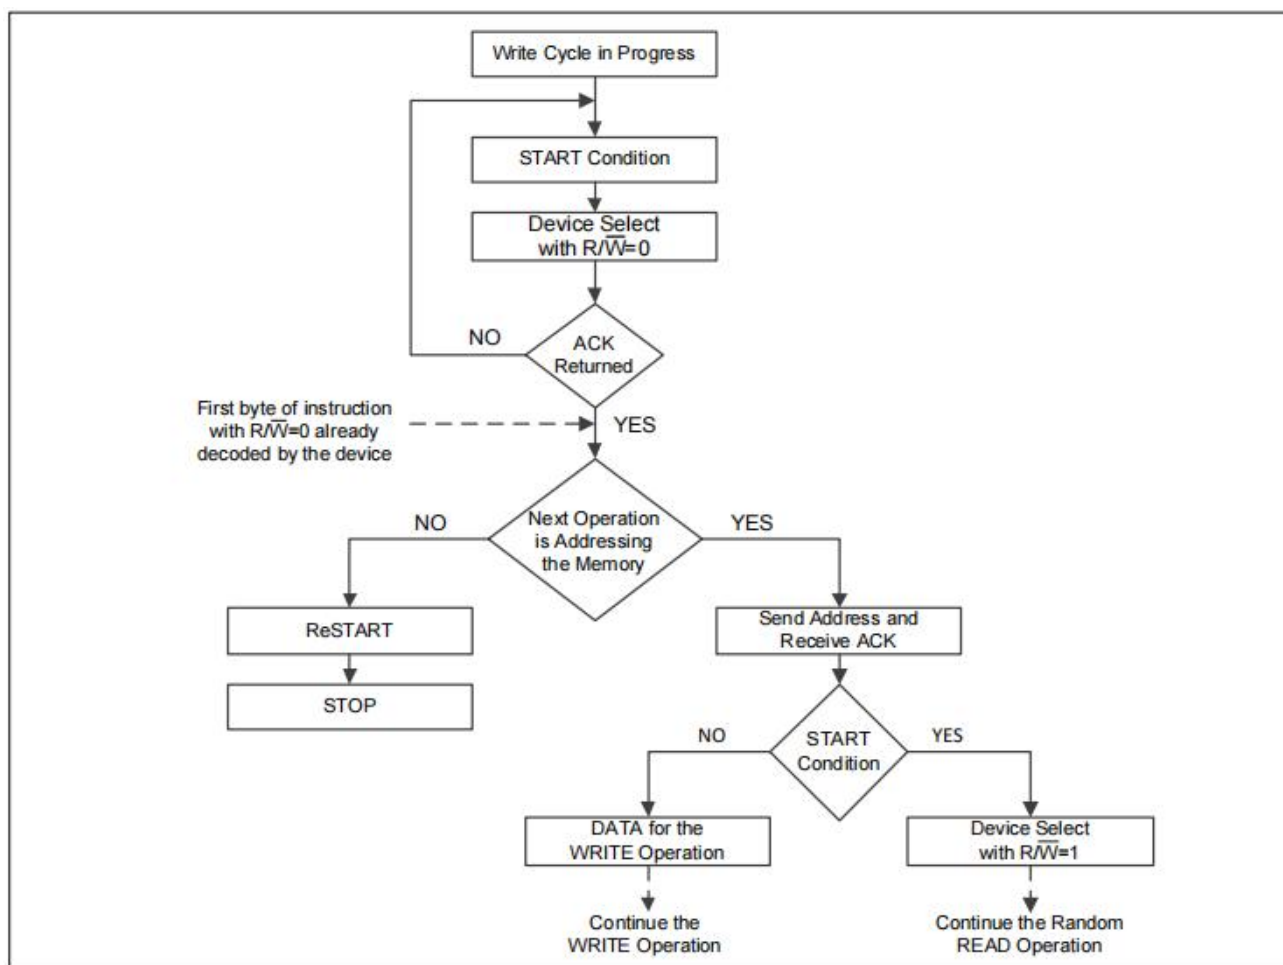 Write Cycle in Progress
START Condition
Device Select
with R/W̅=0
NO
ACK
Returned
First byte of instruction
with R/W̅=0 already
decoded by the device
YES
NO
Next Operation
is Addressing
the Memory
YES
ReSTART
Send Address and
Receive ACK
STOP
NO
START
Condition
YES
DATA for the
WRITE Operation
Device Select
with R/W̅=1
Continue the
WRITE Operation
Continue the Random
READ Operation